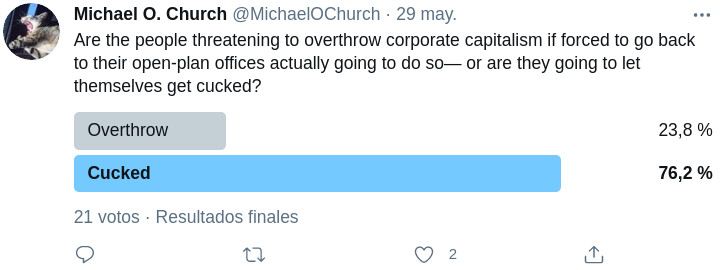 Michael O. Church @MichaelOChurch · 29 may.
Are the people threatening to overthrow corporate capitalism if forced to go back
to their open-plan offices actually going to do so— or are they going to let
themselves get cucked?
Overthrow 23,8 %
Cucked 76,2 %
21 votos · Resultados finales
2